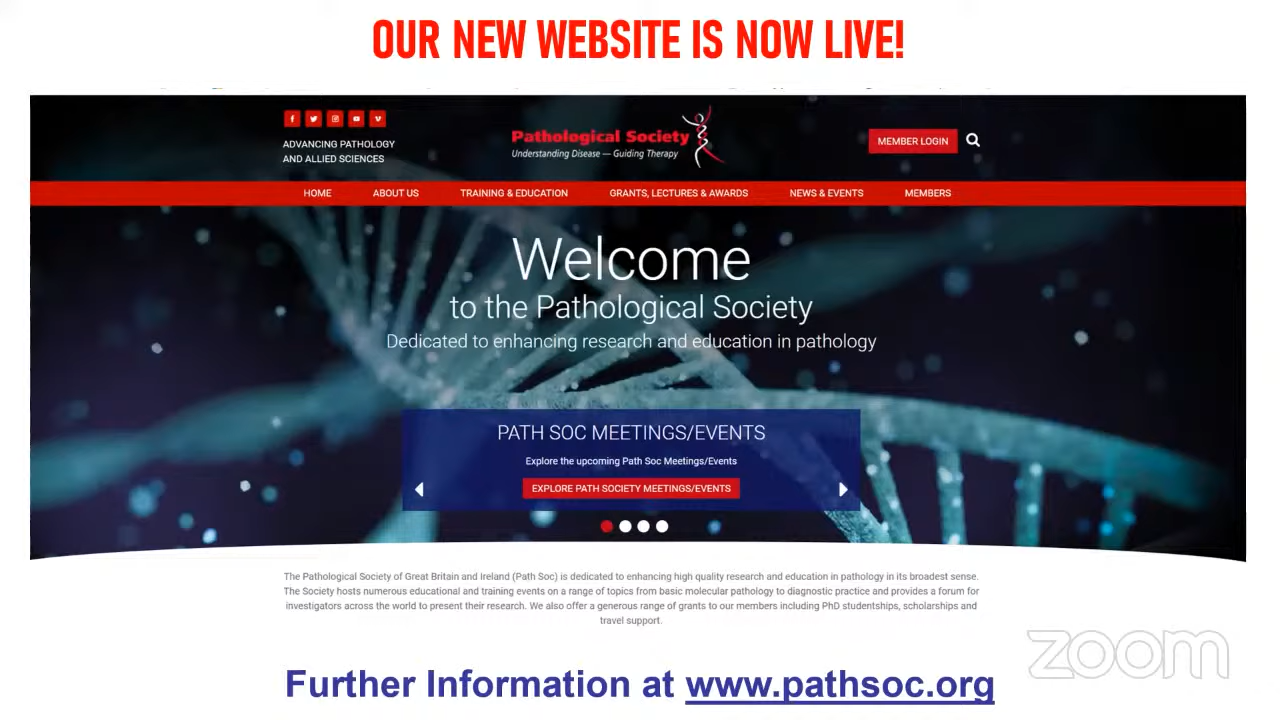 OUR NEW WEBSITE IS NOW LIVE!
ADVANCING PATHOLOGY
AND ALLIED SCIENCES
Pathological Society
Understanding Disease — Guiding Therapy
MEMBER LOGIN
HOME ABOUT US TRAINING & EDUCATION GRANTS, LECTURES & AWARDS NEWS & EVENTS MEMBERS
Welcome
to the Pathological Society
Dedicated to enhancing research and education in pathology
PATH SOC MEETINGS/EVENTS
Explore the upcoming Path Soc Meetings/Events
EXPLORE PATH SOCIETY MEETINGS/EVENTS
The Pathological Society of Great Britain and Ireland (Path Soc) is dedicated to enhancing high quality research and education in pathology in its broadest sense.
The Society hosts numerous educational and training events on a range of topics from basic molecular pathology to diagnostic practice and provides a forum for
investigators across the world to present their research. We also offer a generous range of grants to our members including PhD studentships, scholarships and
travel support.
zoom
Further Information at www.pathsoc.org